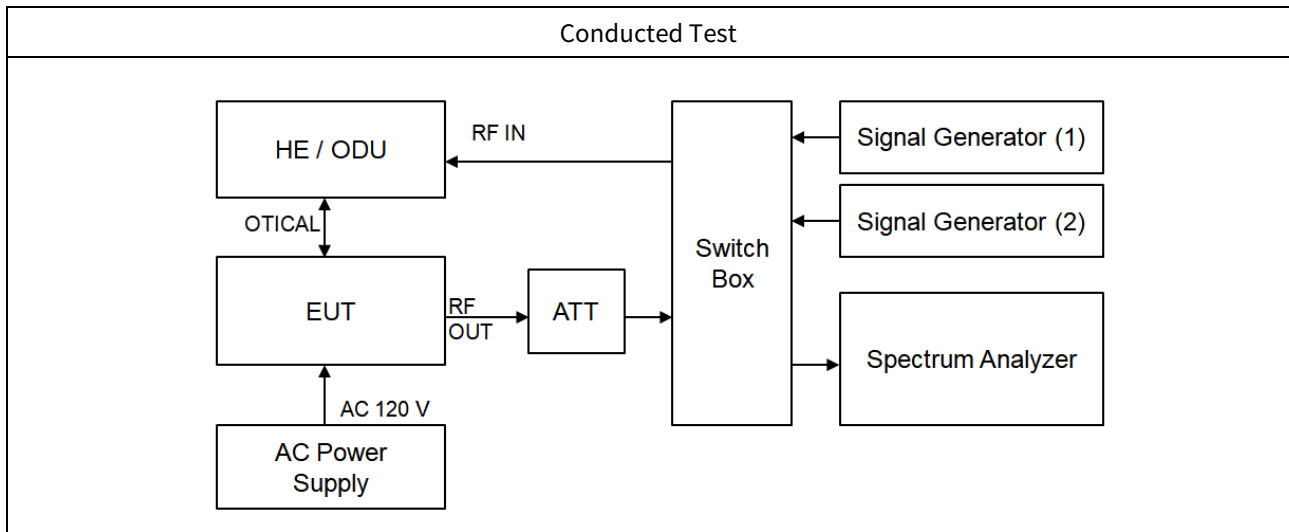 Conducted Test
HE / ODU
RF IN
Signal Generator (1)
Signal Generator (2)
OTICAL
Switch
Box
EUT
RF
OUT
ATT
Spectrum Analyzer
AC 120 V
AC Power
Supply